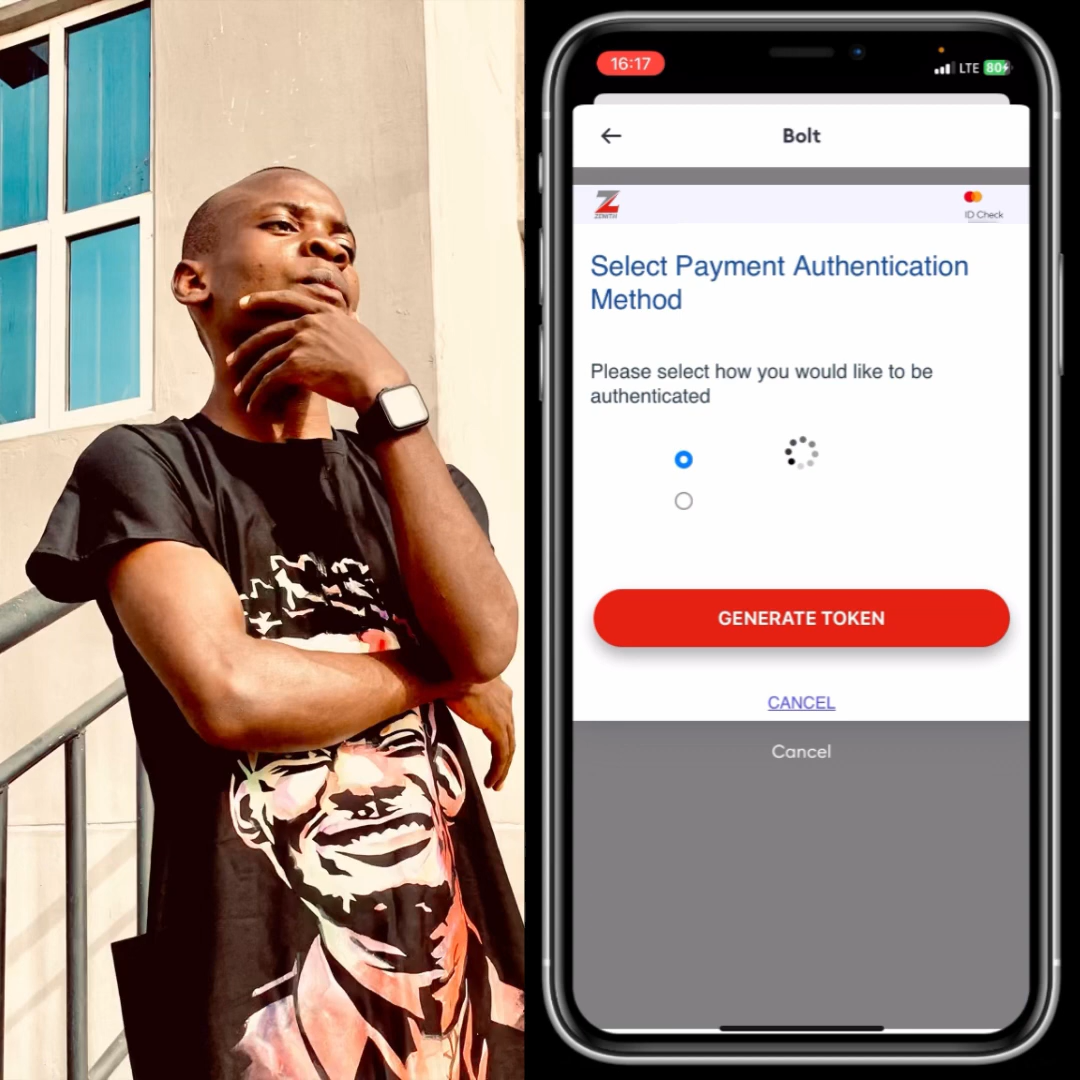 16:17
LTE
80
Bolt
ZENITH
ID Check
Select Payment Authentication
Method
Please select how you would like to be
authenticated
GENERATE TOKEN
CANCEL
Cancel